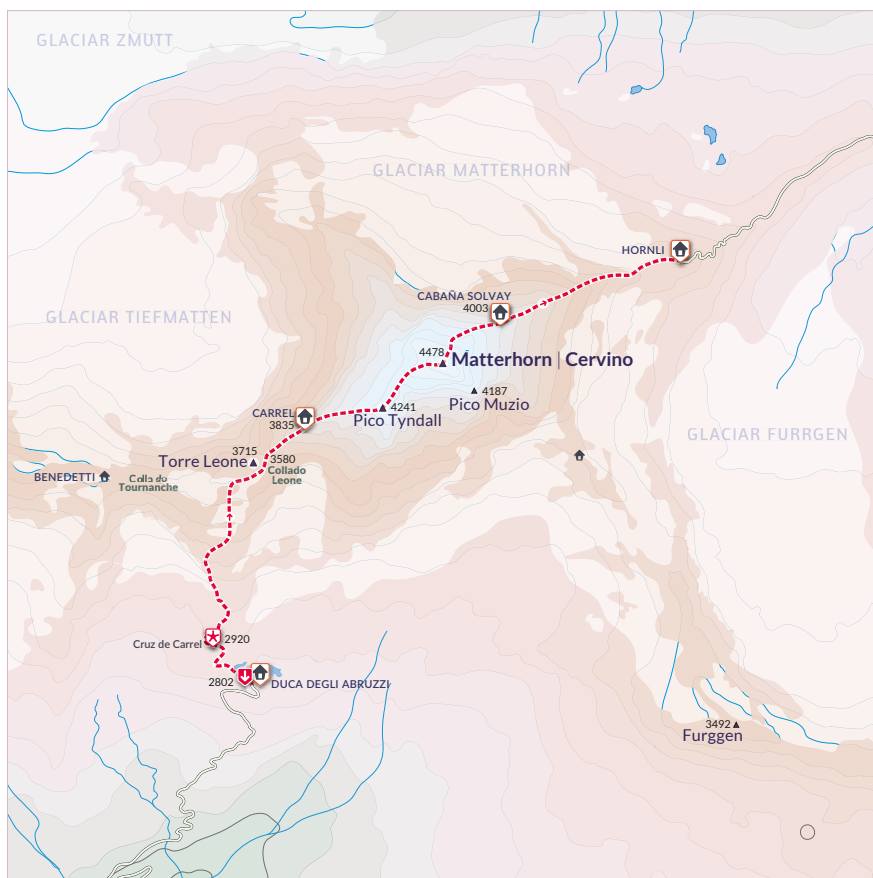 GLACIAR ZMUTT
GLACIAR MATTERHORN
HORNLI
CABAÑA SOLVAY
4003
GLACIAR TIEFMATTEN
4478
Matterhorn | Cervino
4187
Pico Muzio
CARREL
3835
4241
Pico Tyndall
GLACIAR FURRGEN
3715
Torre Leone
3580
Collado
Leone
BENEDETTI
Colla do
Tournanche
Cruz de Carrel
2920
2802
DUCA DEGLI ABRUZZI
3492
Furggen